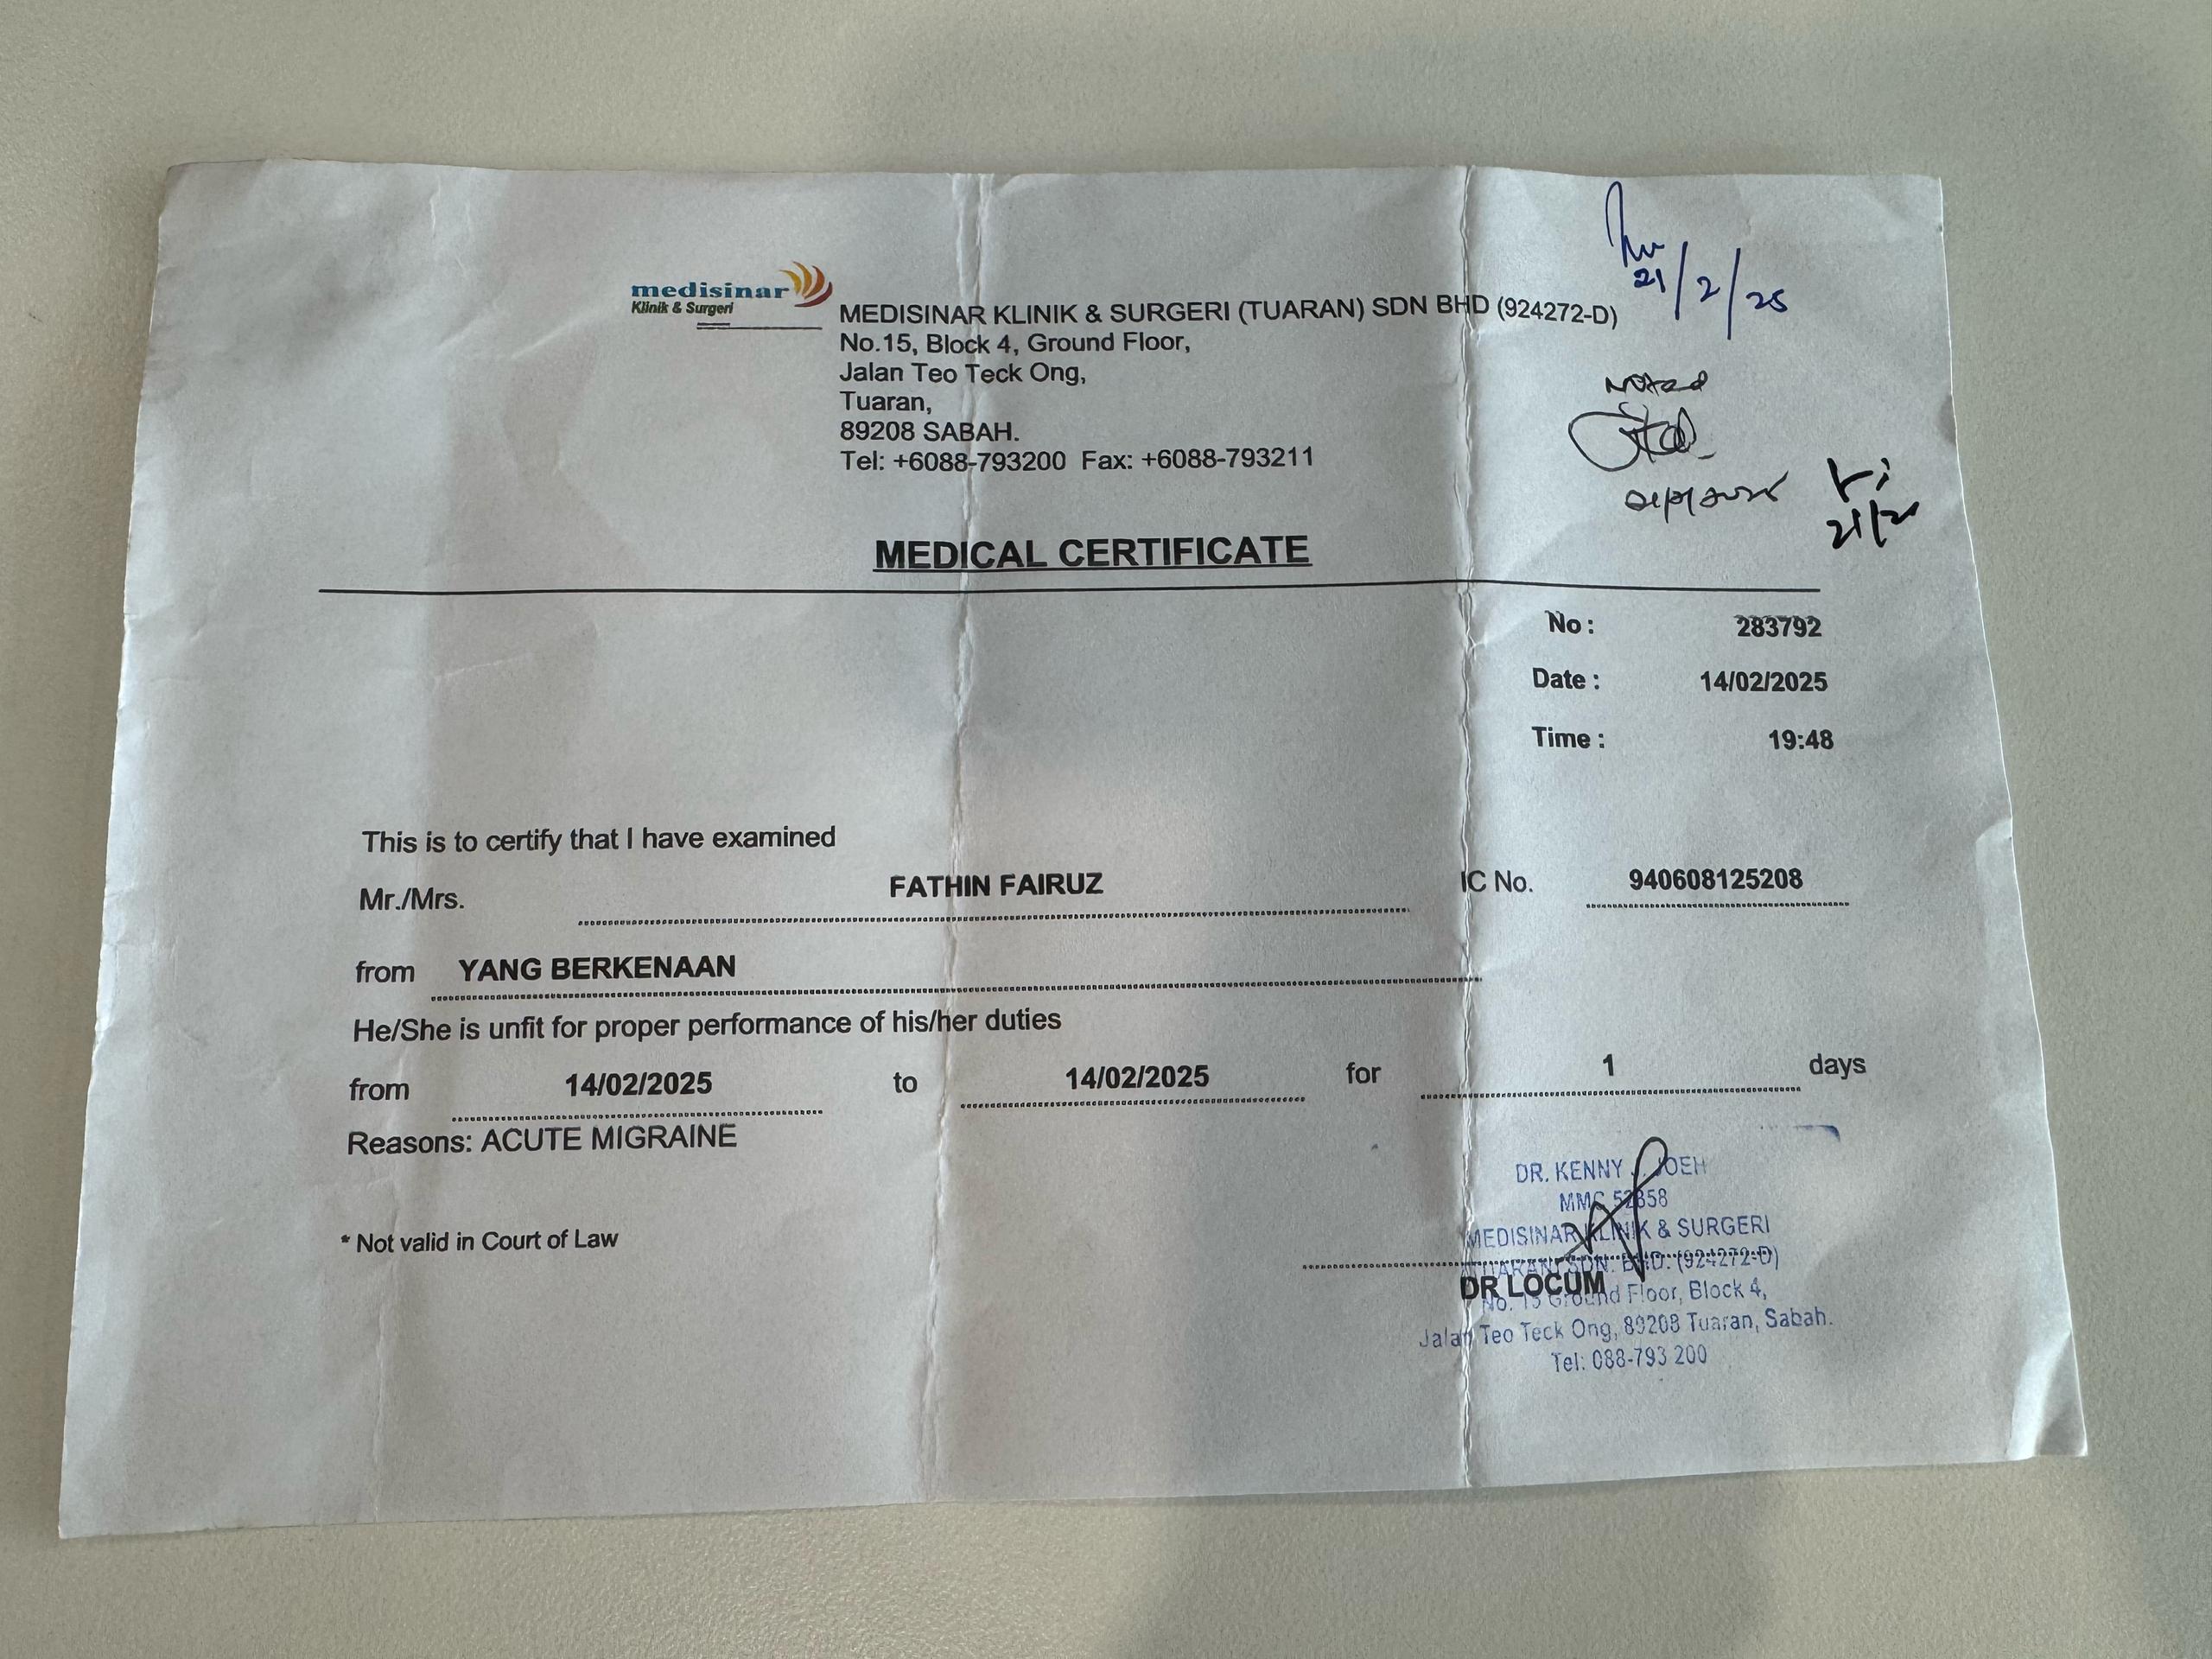 medisinar
Klinik & Surgeri
MEDISINAR KLINIK & SURGERI (TUARAN) SDN BHD (924272-D)
No.15, Block 4, Ground Floor,
Jalan Teo Teck Ong,
Tuaran,
89208 SABAH.
Tel: +6088-793200 Fax: +6088-793211
21/2/25
Noted
21/2
MEDICAL CERTIFICATE
No : 283792
Date : 14/02/2025
Time : 19:48
This is to certify that I have examined
Mr./Mrs. FATHIN FAIRUZ IC No. 940608125208
from YANG BERKENAAN
He/She is unfit for proper performance of his/her duties
from 14/02/2025 to 14/02/2025 for 1 days
Reasons: ACUTE MIGRAINE
* Not valid in Court of Law
DR. KENNY
MMC
MEDISINAR KLINIK & SURGERI
(TUARAN) SDN. BHD. (924272-D)
DR LOCUM
No. 15 Ground Floor, Block 4,
Jalan Teo Teck Ong, 89208 Tuaran, Sabah.
Tel: 088-793 200